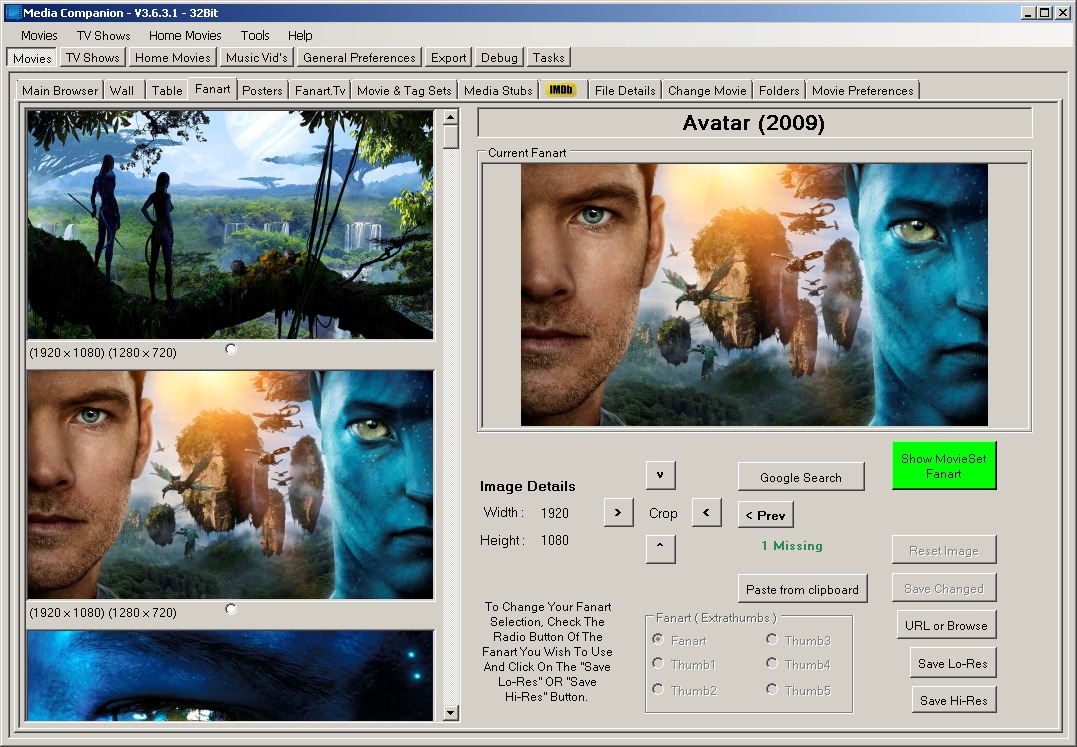 Media Companion - V3.6.3.1 - 32Bit
Movies TV Shows Home Movies Tools Help
Movies TV Shows Home Movies Music Vid's General Preferences Export Debug Tasks
Main Browser Wall Table Fanart Posters Fanart.Tv Movie & Tag Sets Media Stubs IMDb File Details Change Movie Folders Movie Preferences
Avatar (2009)
Current Fanart
(1920 x 1080) (1280 x 720)
(1920 x 1080) (1280 x 720)
Image Details
Width : 1920
Height : 1080
v
> Crop <
^
Google Search
< Prev
1 Missing
Paste from clipboard
Show MovieSet
Fanart
Reset Image
Save Changed
URL or Browse
Save Lo-Res
Save Hi-Res
To Change Your Fanart
Selection, Check The
Radio Button Of The
Fanart You Wish To Use
And Click On The "Save
Lo-Res" OR "Save
Hi-Res" Button.
Fanart ( Extrathumbs )
Fanart Thumb3
Thumb1 Thumb4
Thumb2 Thumb5